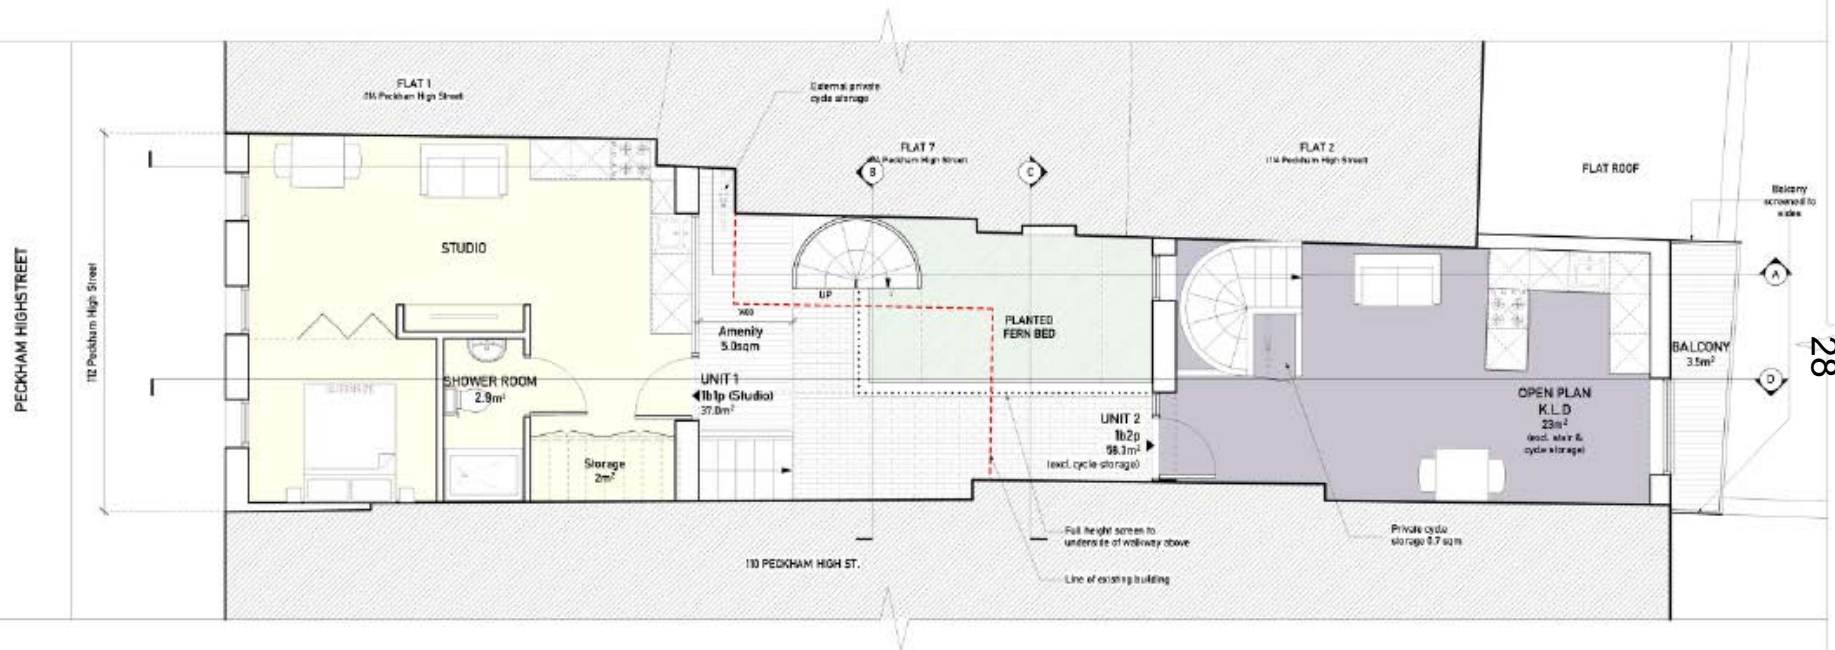 FLAT 1
114 Peckham High Street
External private
cycle storage
FLAT 7
Peckham High Street
FLAT 2
114 Peckham High Street
FLAT ROOF
Balcony
screened to
sides
B
C
A
D
PECKHAM HIGHSTREET
112 Peckham High Street
STUDIO
UP
1400
Amenity
5.0sqm
PLANTED
FERN BED
SHOWER ROOM
2.9m²
UNIT 1
1b1p (Studio)
37.0m²
Storage
2m²
UNIT 2
1b2p
58.3m²
(excl. cycle storage)
OPEN PLAN
K.L.D
23m²
(excl. stair &
cycle storage)
BALCONY
3.5m²
28
Full height screen to
underside of walkway above
Private cycle
storage 0.7 sqm
110 PECKHAM HIGH ST.
Line of existing building